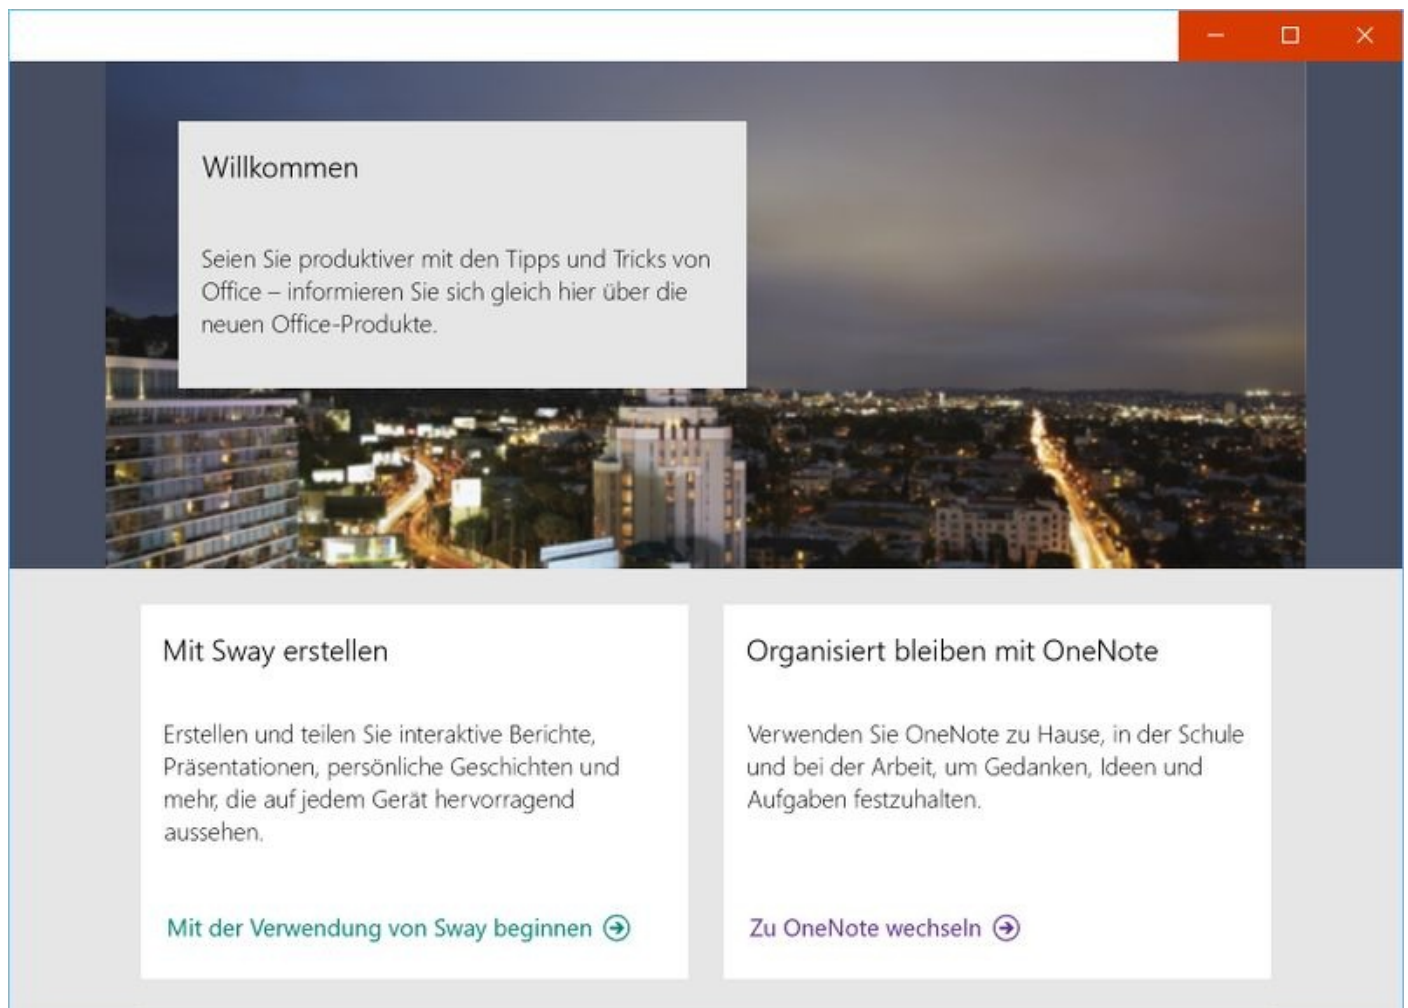 Willkommen
Seien Sie produktiver mit den Tipps und Tricks von
Office – informieren Sie sich gleich hier über die
neuen Office-Produkte.
Mit Sway erstellen
Erstellen und teilen Sie interaktive Berichte,
Präsentationen, persönliche Geschichten und
mehr, die auf jedem Gerät hervorragend
aussehen.
Mit der Verwendung von Sway beginnen
Organisiert bleiben mit OneNote
Verwenden Sie OneNote zu Hause, in der Schule
und bei der Arbeit, um Gedanken, Ideen und
Aufgaben festzuhalten.
Zu OneNote wechseln